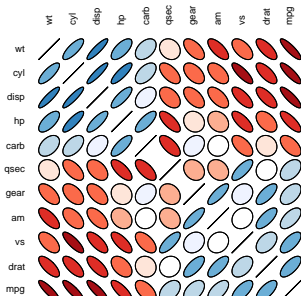 wt
cyl
disp
hp
carb
qsec
gear
am
vs
drat
mpg
wt
cyl
disp
hp
carb
qsec
gear
am
vs
drat
mpg